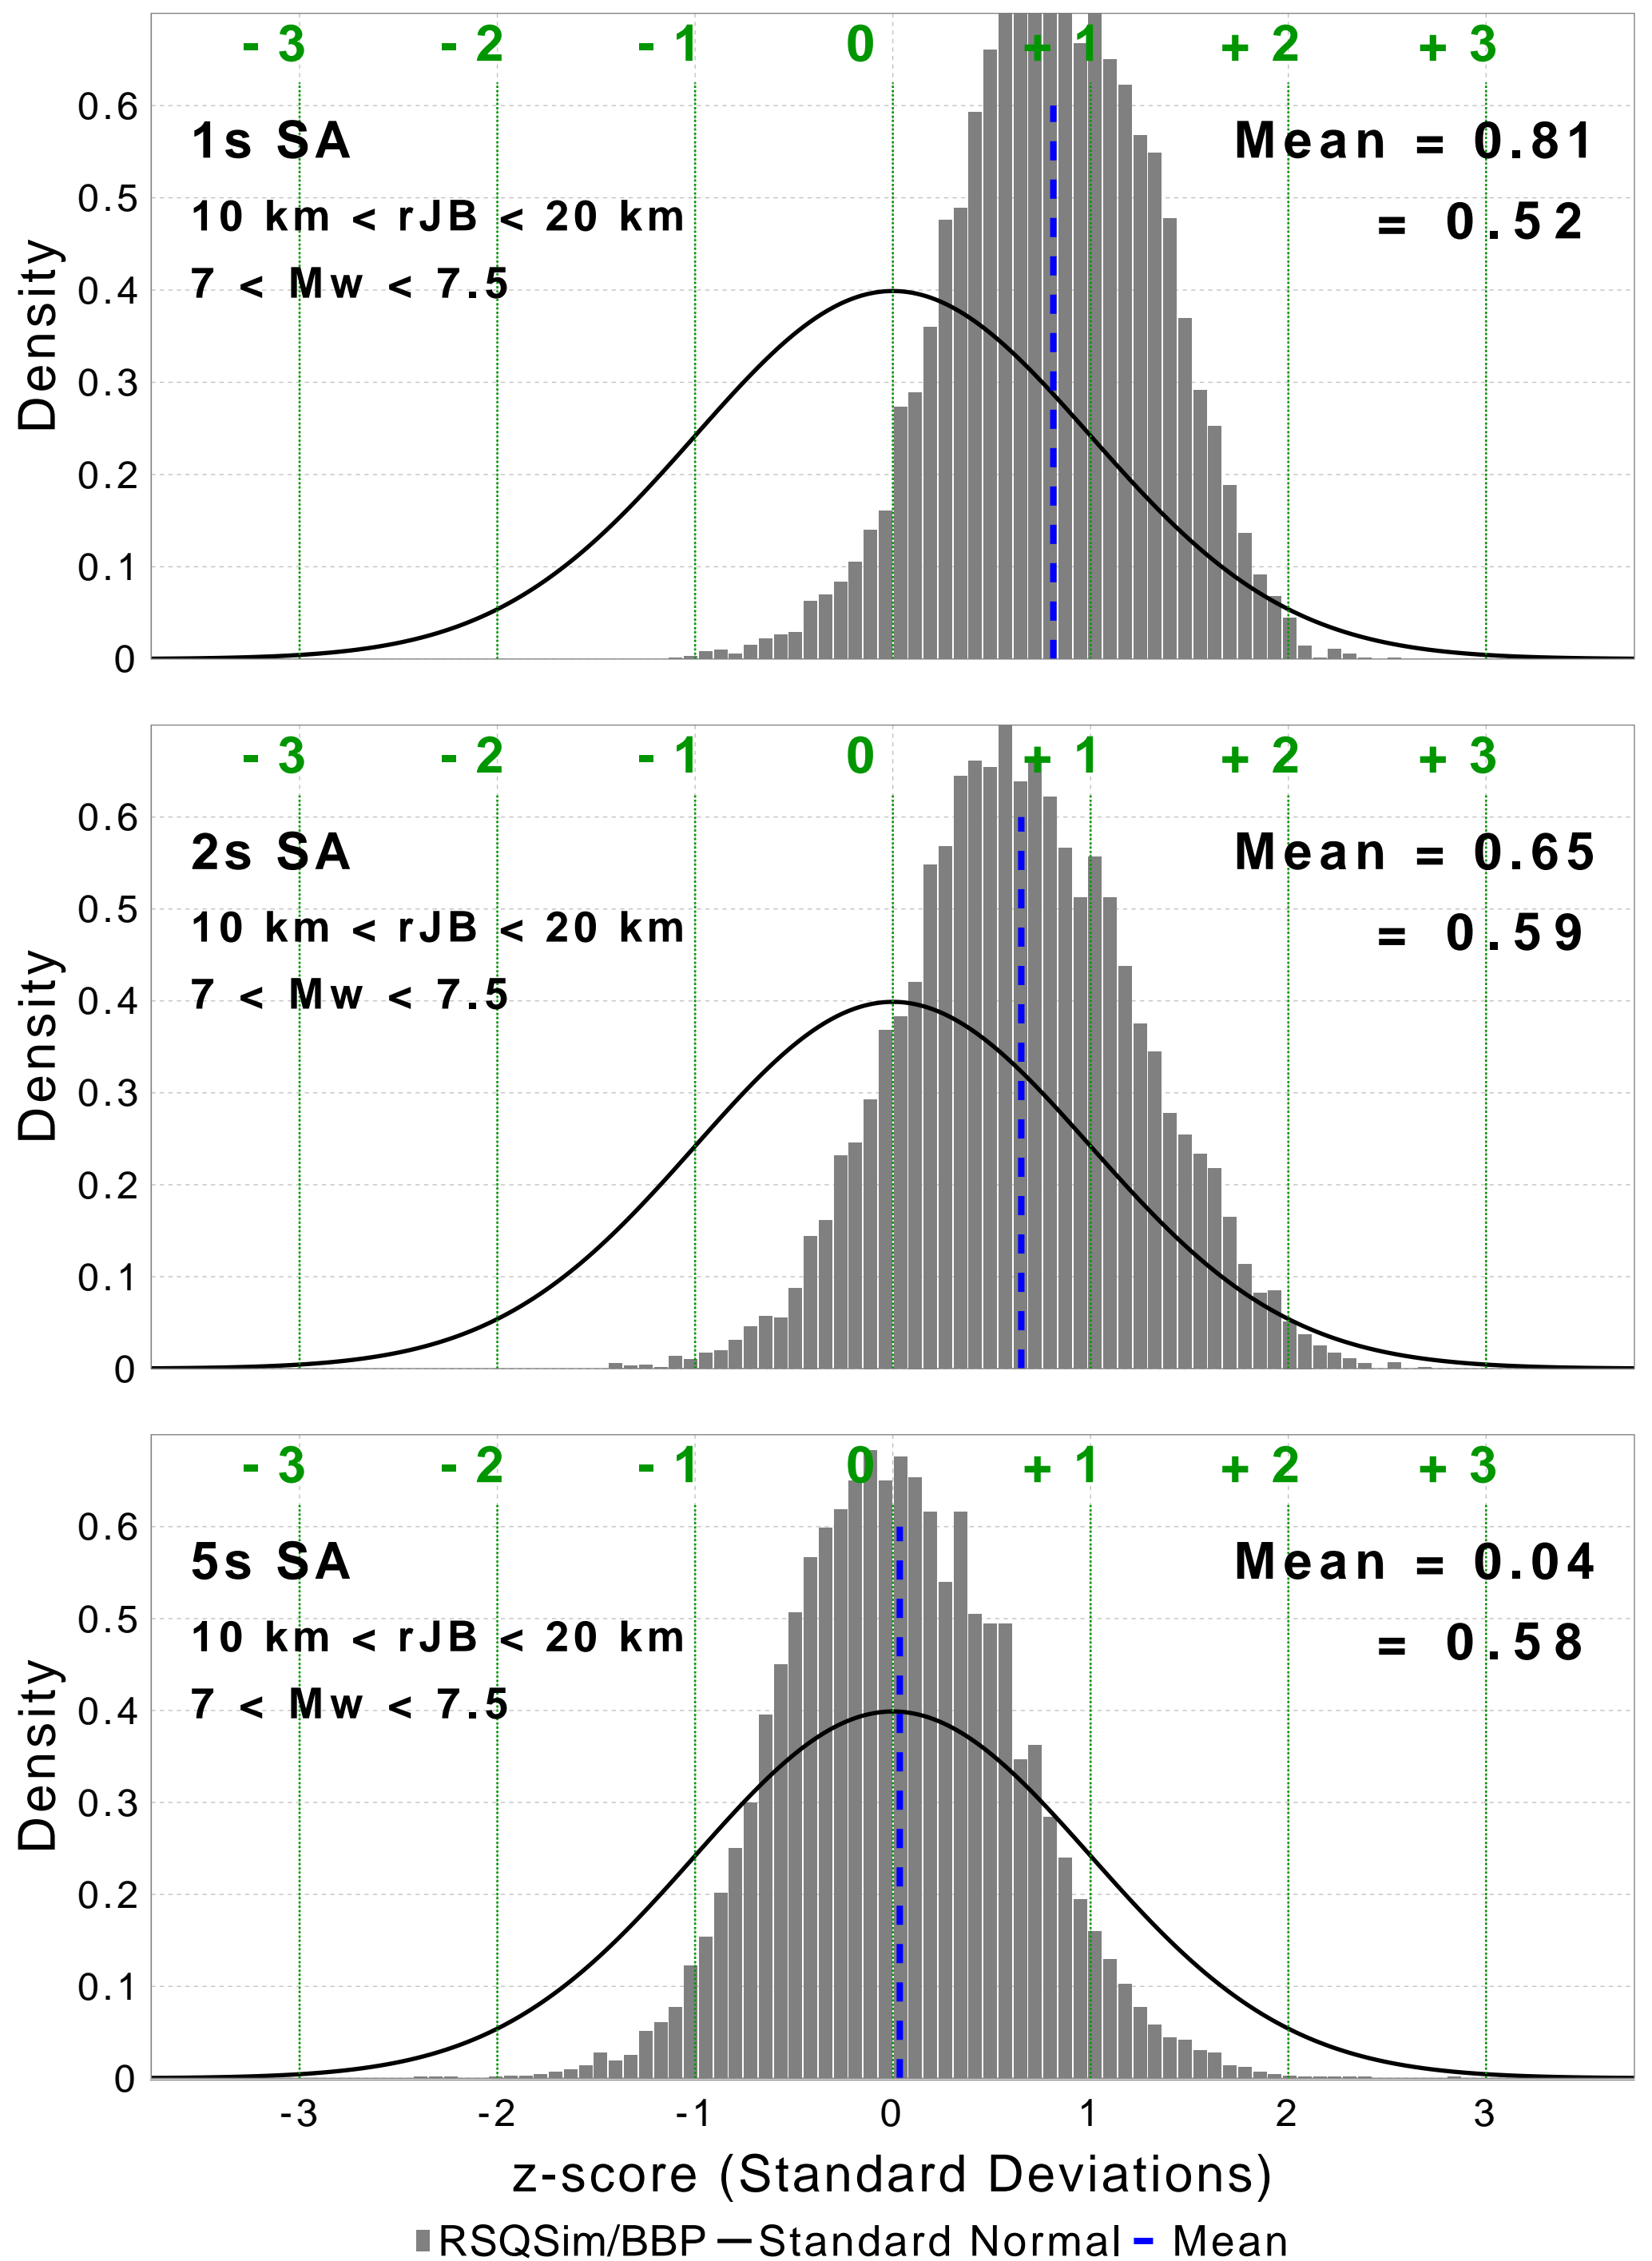 - 3 - 2 - 1 0 + 1 + 2 + 3
0.6
1s SA Mean = 0.81
0.5
10 km < rJB < 20 km = 0.52
0.4
7 < Mw < 7.5
0.3
0.2
0.1
0
Density
- 3 - 2 - 1 0 + 1 + 2 + 3
0.6
2s SA Mean = 0.65
0.5
10 km < rJB < 20 km = 0.59
0.4
7 < Mw < 7.5
0.3
0.2
0.1
0
Density
- 3 - 2 - 1 0 + 1 + 2 + 3
0.6
5s SA Mean = 0.04
0.5
10 km < rJB < 20 km = 0.58
0.4
7 < Mw < 7.5
0.3
0.2
0.1
0
Density
-3 -2 -1 0 1 2 3
z-score (Standard Deviations)
RSQSim/BBP Standard Normal Mean